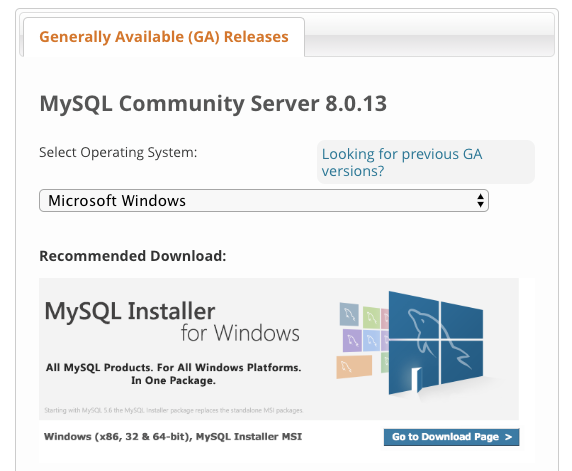 Generally Available (GA) Releases
MySQL Community Server 8.0.13
Select Operating System:
Looking for previous GA
versions?
Microsoft Windows
Recommended Download:
MySQL Installer
for Windows
All MySQL Products. For All Windows Platforms.
In One Package.
Starting with MySQL 5.6 the MySQL Installer package replaces the standalone MSI packages.
Windows (x86, 32 & 64-bit), MySQL Installer MSI
Go to Download Page >